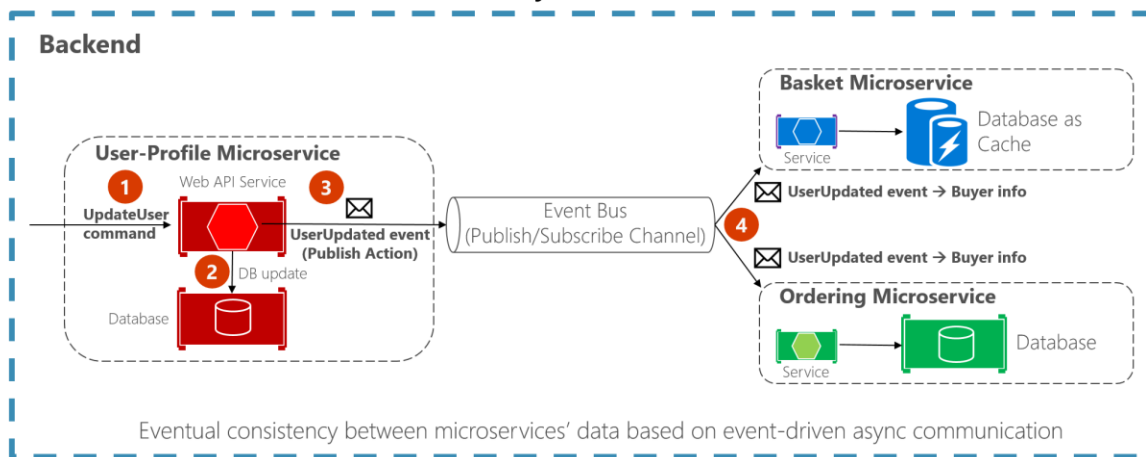 Backend
User-Profile Microservice
1
Web API Service
3
UpdateUser
command
UserUpdated event
(Publish Action)
2
DB update
Database
Event Bus
(Publish/Subscribe Channel)
4
Basket Microservice
Service
Database as
Cache
UserUpdated event → Buyer info
UserUpdated event → Buyer info
Ordering Microservice
Service
Database
Eventual consistency between microservices’ data based on event-driven async communication